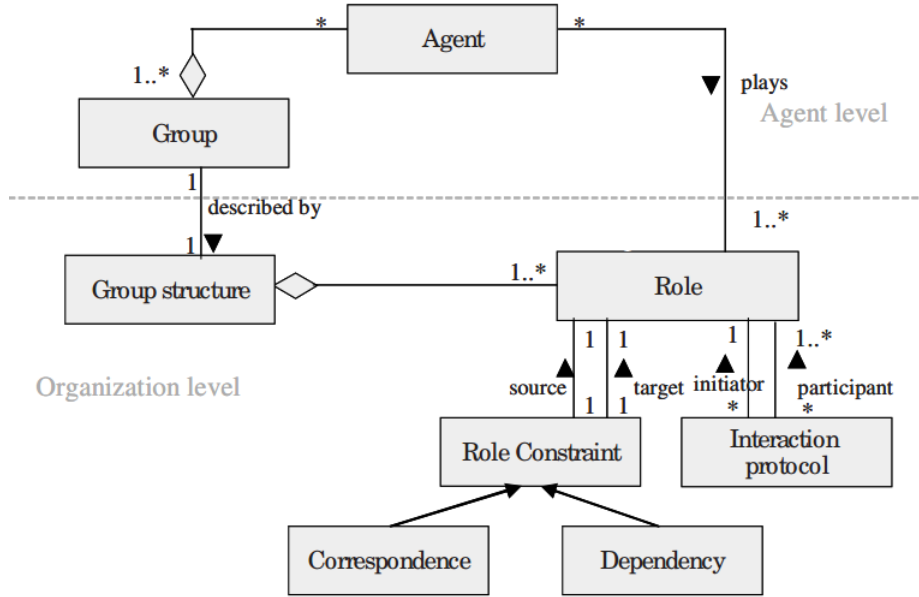 *
Agent
*
1..*
plays
Agent level
Group
1
described by
1..*
1
Group structure
1..*
Role
Organization level
1
1
1
1..*
source
target
initiator
participant
1
1
*
*
Role Constraint
Interaction
protocol
Correspondence
Dependency